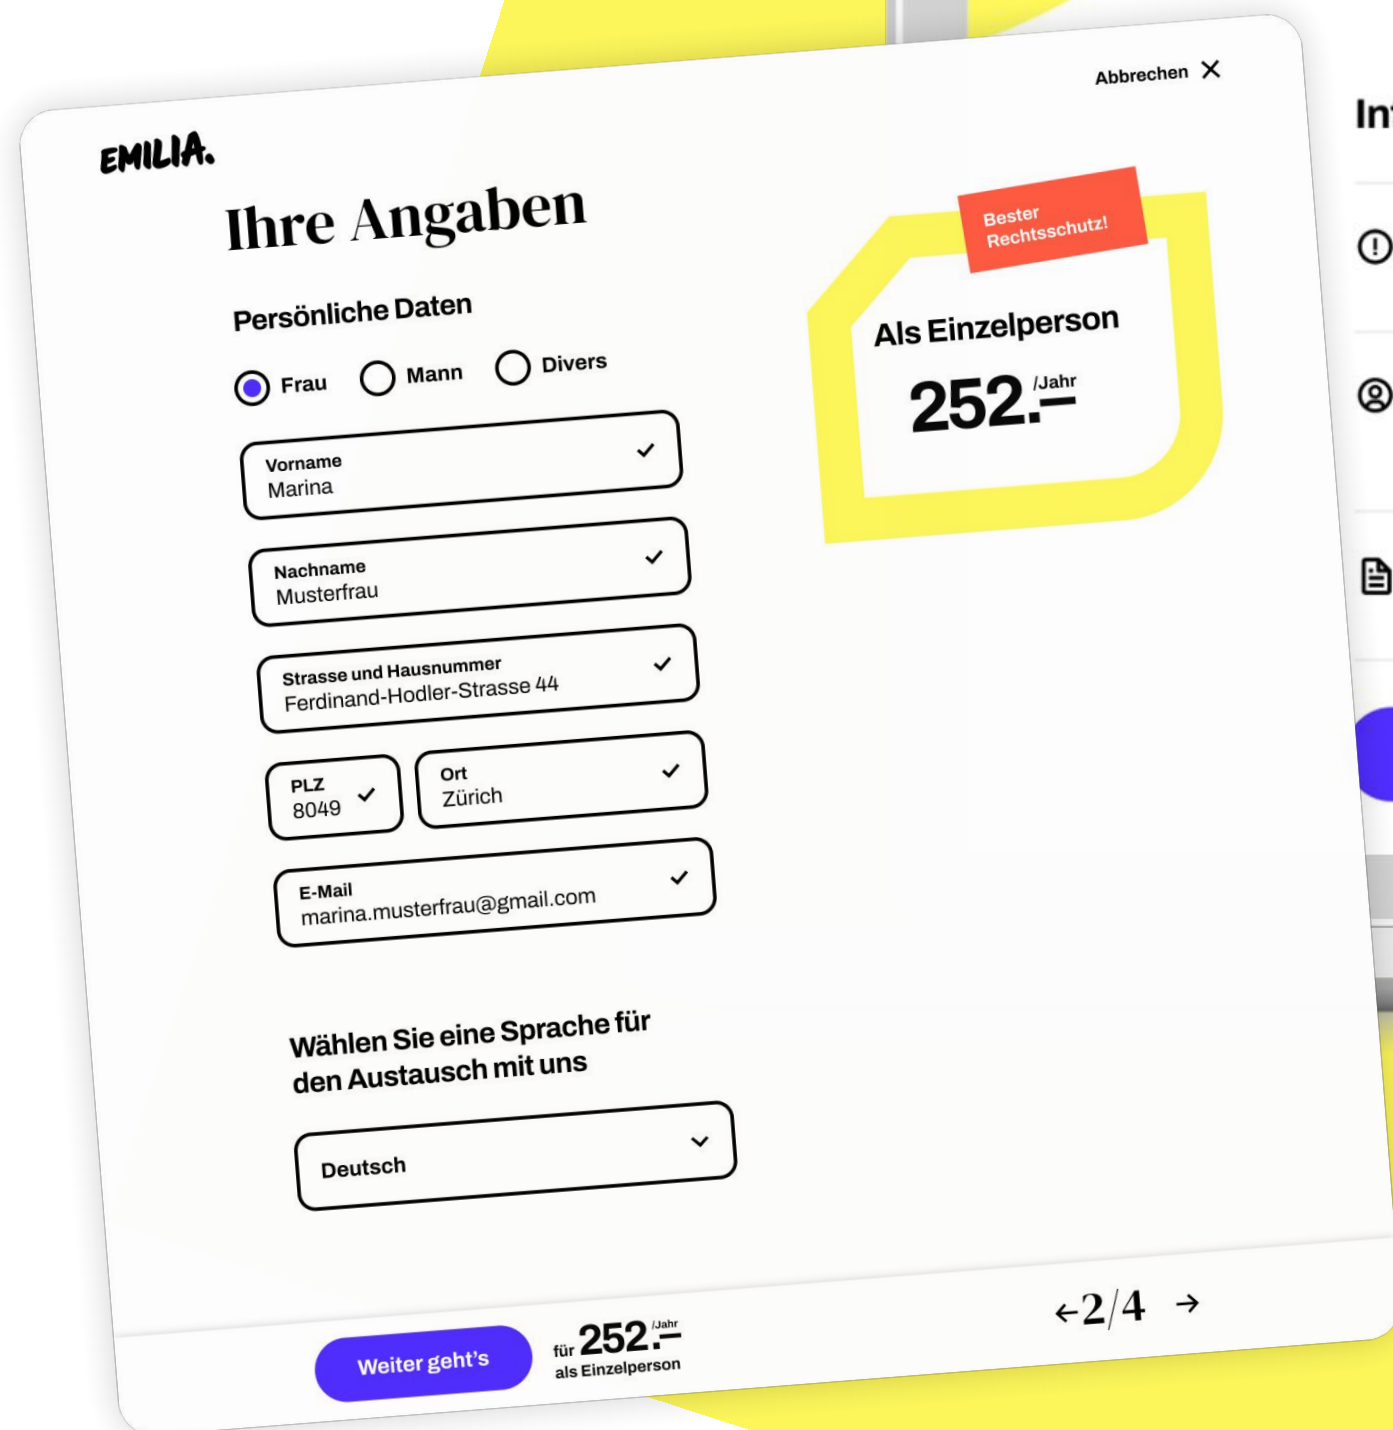 Abbrechen
EMILIA.
Ihre Angaben
Persönliche Daten
Frau
Mann
Divers
Vorname
Marina
Nachname
Musterfrau
Strasse und Hausnummer
Ferdinand-Hodler-Strasse 44
PLZ
8049
Ort
Zürich
E-Mail
marina.musterfrau@gmail.com
Wählen Sie eine Sprache für
den Austausch mit uns
Deutsch
Bester
Rechtsschutz!
Als Einzelperson
252.– /Jahr
Weiter geht's
für 252.– /Jahr
als Einzelperson
←2/4 →